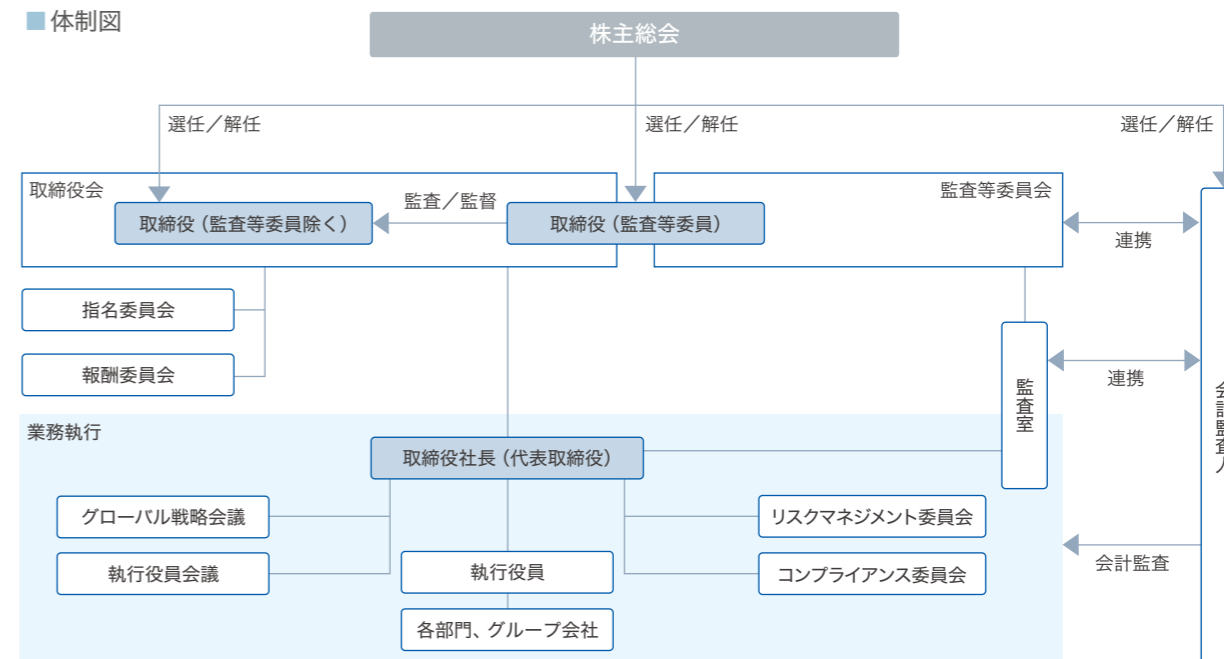 体制図
株主総会
選任／解任
選任／解任
選任／解任
取締役会
監査等委員会
取締役（監査等委員除く）
監査／監督
取締役（監査等委員）
連携
指名委員会
報酬委員会
監査室
連携
会計監査人
業務執行
取締役社長（代表取締役）
グローバル戦略会議
リスクマネジメント委員会
執行役員会議
執行役員
コンプライアンス委員会
会計監査
各部門、グループ会社